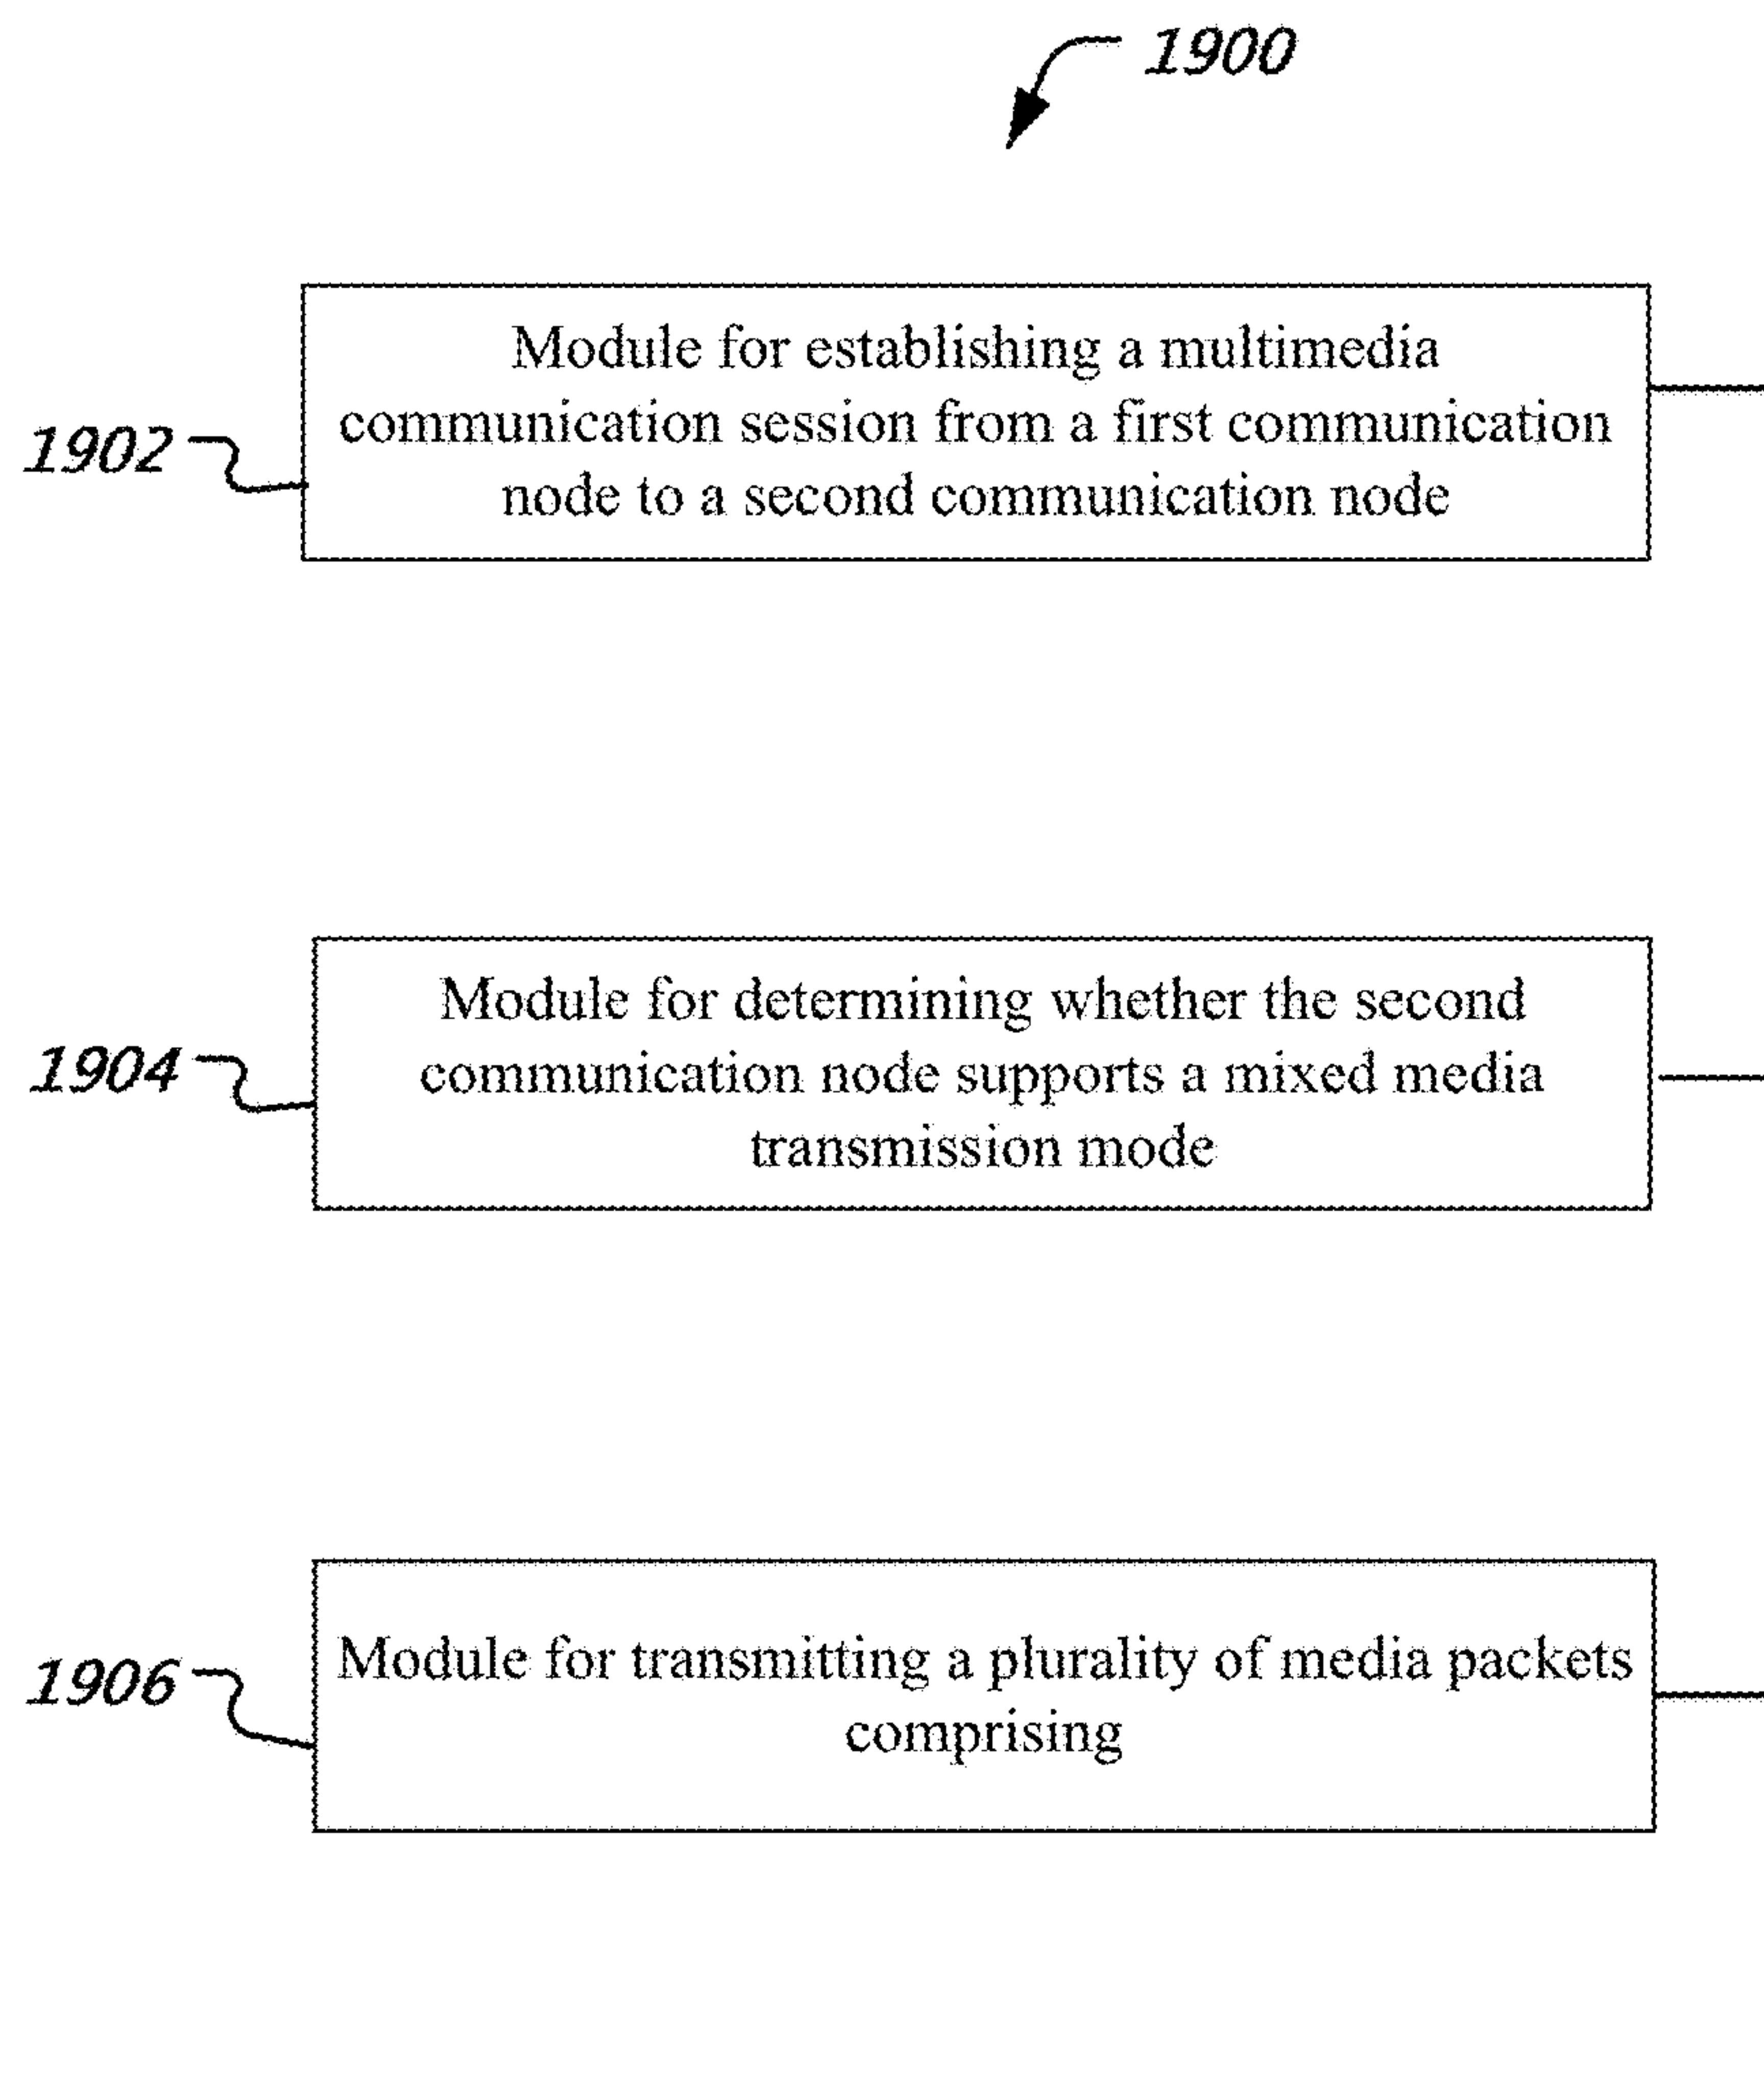 1900
Module for establishing a multimedia
communication session from a first communication
node to a second communication node
1902
Module for determining whether the second
communication node supports a mixed media
transmission mode
1904
Module for transmitting a plurality of media packets
comprising
1906